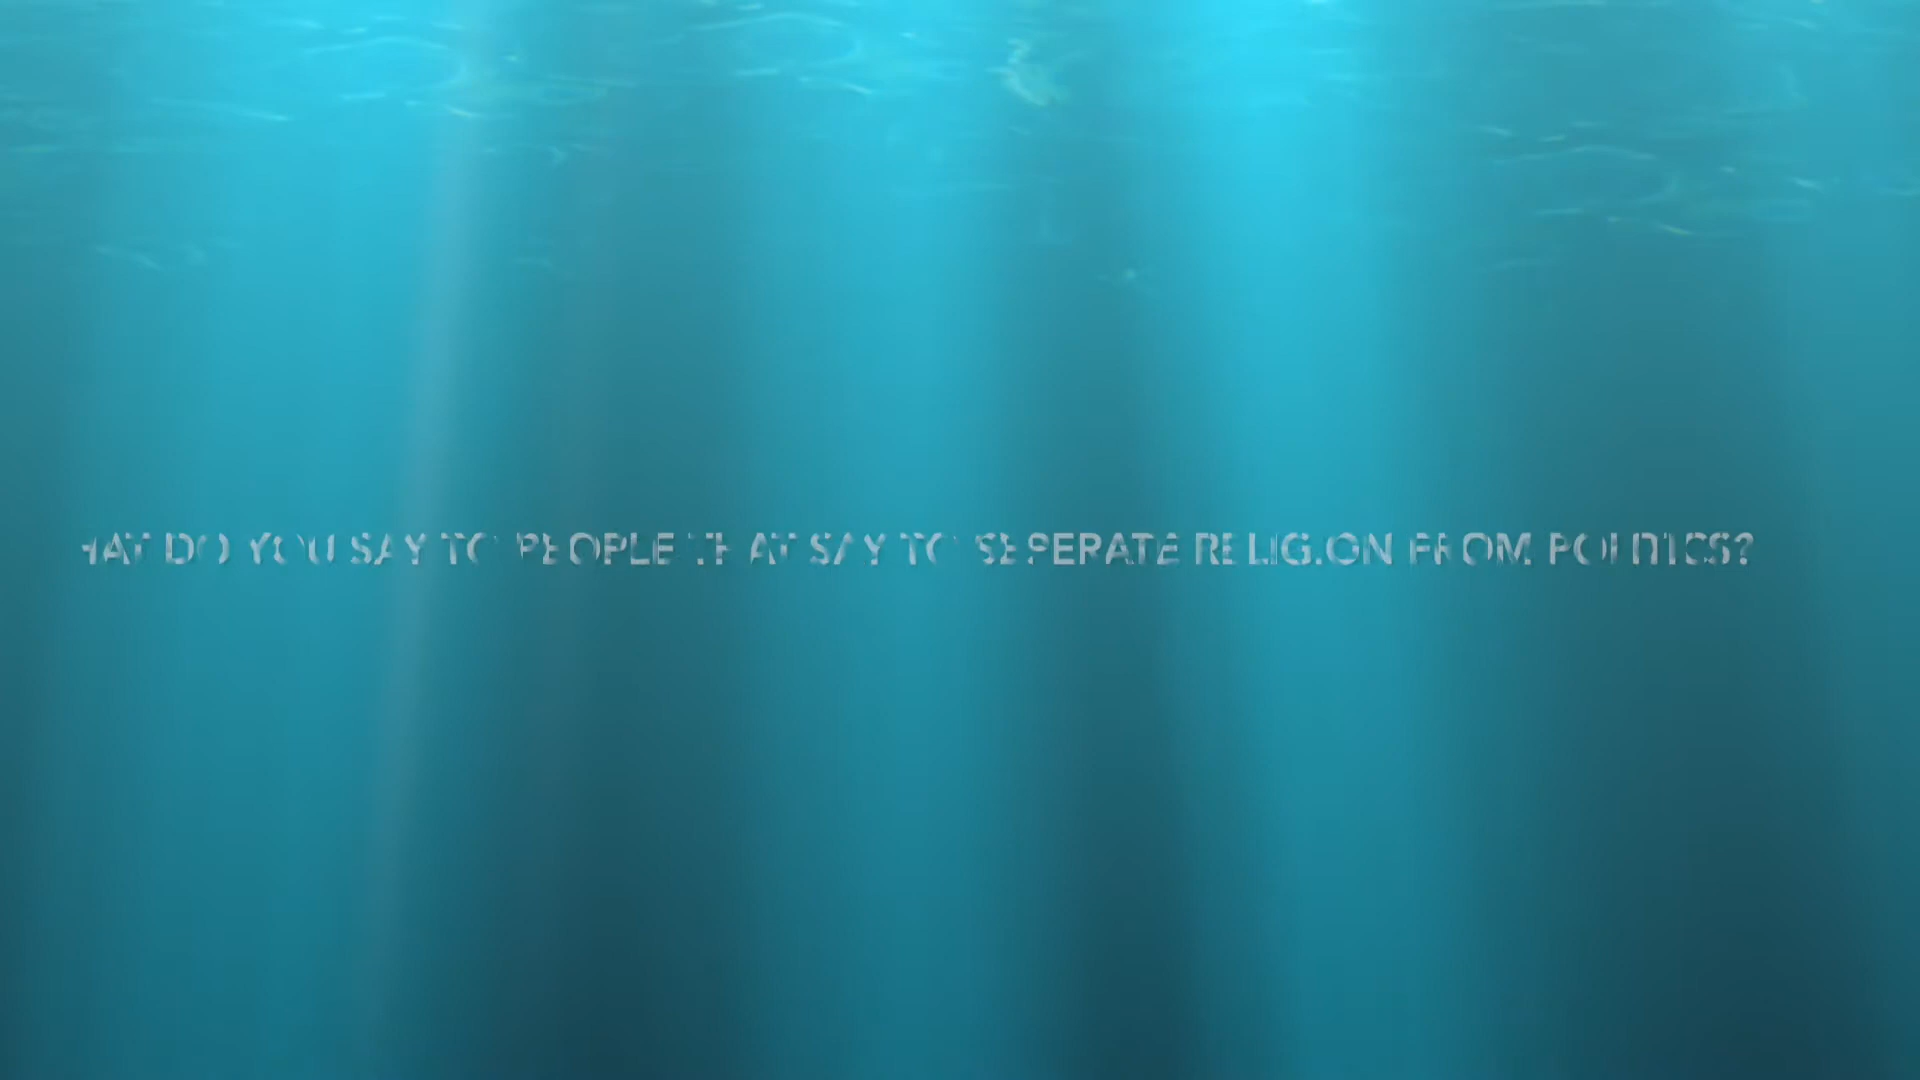 HAT DO YOU SAY TO PEOPLE THAT SAY TO SEPERATE RELIGION FROM POLITICS?